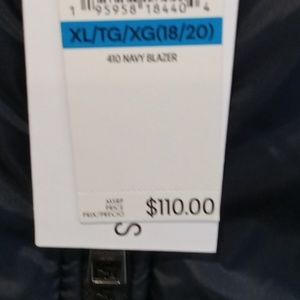 1 95958 18440 4
XL/TG/XG(18/20)
410 NAVY BLAZER
MSRP
PRICE
PRIX/PRECIO
$110.00
S